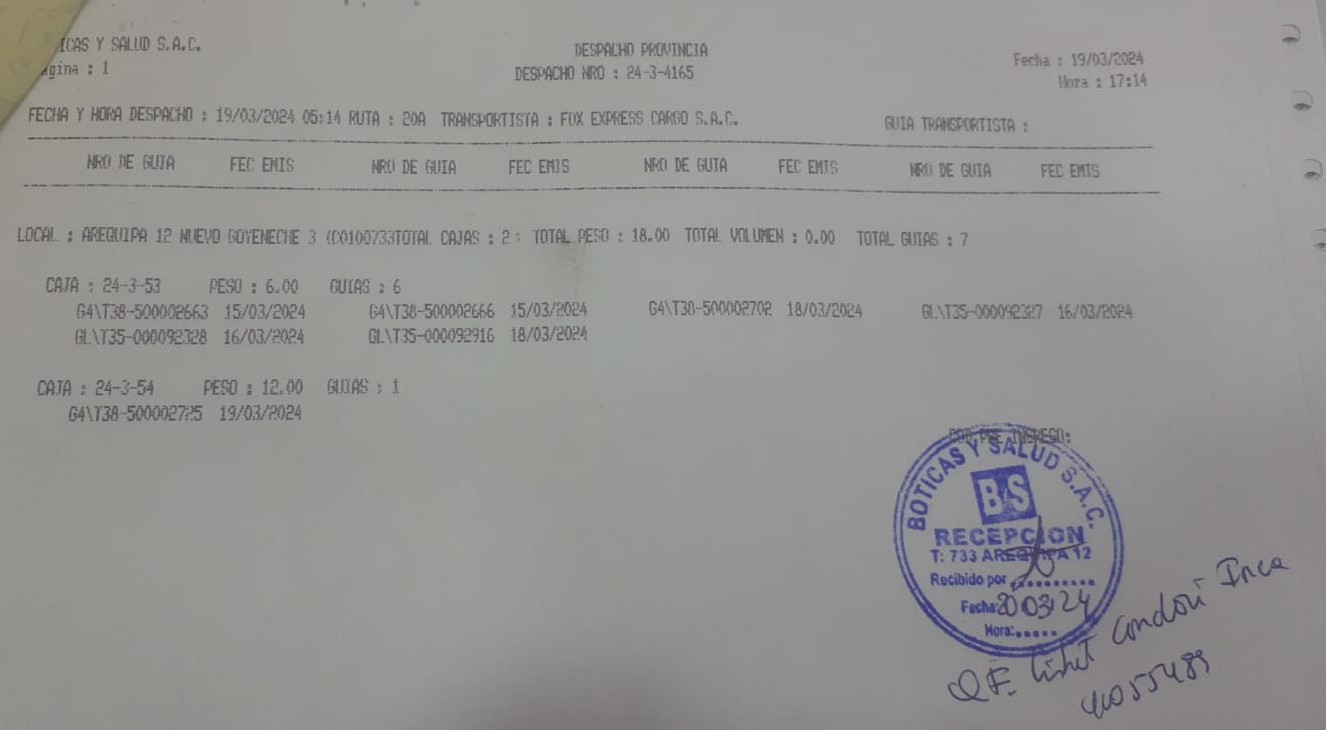 ICAS Y SALUD S.A.C.
DESPACHO PROVINCIA
Fecha : 19/03/2024
gina : 1
DESPACHO NRO : 24-3-4165
Hora : 17:14
FECHA Y HORA DESPACHO : 19/03/2024 05:14 RUTA : 20A TRANSPORTISTA : FOX EXPRESS CARGO S.A.C. GUIA TRANSPORTISTA :
NRO DE GUIA FEC EMIS NRO DE GUIA FEC EMIS NRO DE GUIA FEC EMIS NRO DE GUIA FEC EMIS
LOCAL : AREQUIPA 12 NUEVO GOYENECHE 3 (C0100733TOTAL CAJAS : 2 : TOTAL PESO : 18.00 TOTAL VOLUMEN : 0.00 TOTAL GUIAS : 7
CAJA : 24-3-53 PESO : 6.00 GUIAS : 6
G4\T38-500002663 15/03/2024 G4\T38-500002666 15/03/2024 G4\T38-500002702 18/03/2024 GL\T35-000092327 16/03/2024
GL\T35-000092328 16/03/2024 GL\T35-000092916 18/03/2024
CAJA : 24-3-54 PESO : 12.00 GUIAS : 1
G4\T38-500002725 19/03/2024
BOTICAS Y SALUD S.A.C.
B&S
RECEPCION
T: 733 AREQUIPA 12
Recibido por
Fecha: 20 03 24
Hora:.....
Q.F. Condori Inca